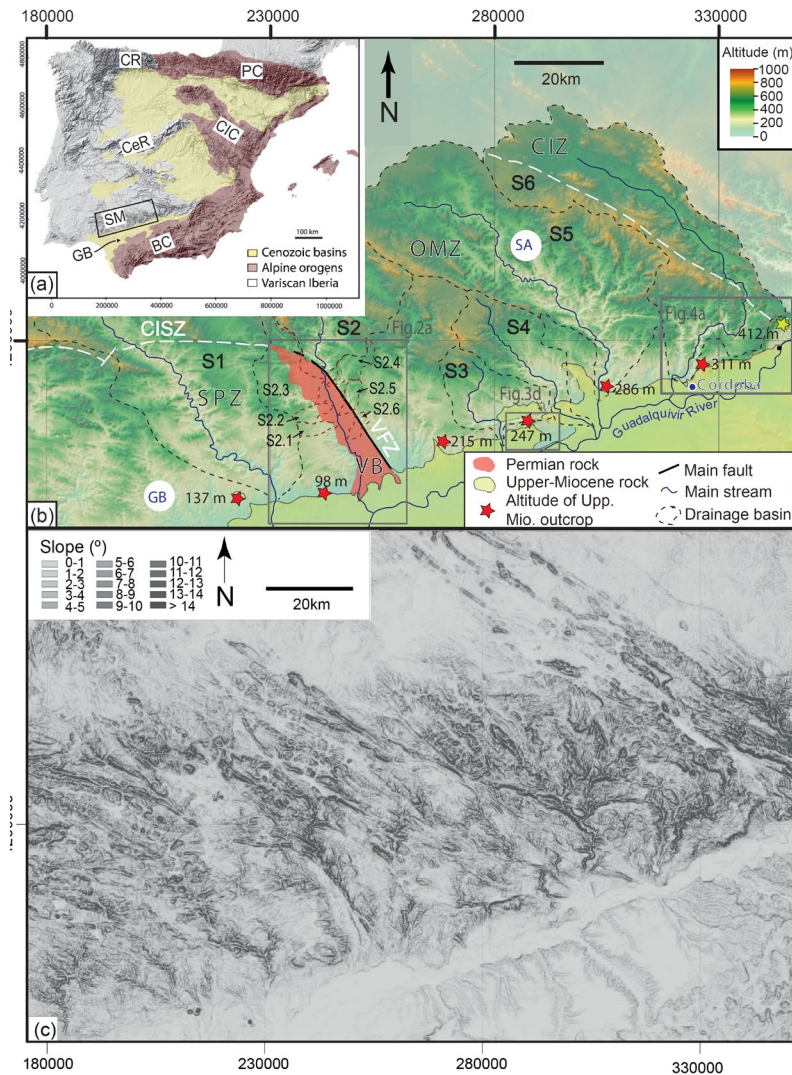 180000
230000
280000
330000
4800000
4600000
4400000
4200000
4000000
CR
PC
CIC
CeR
SM
GB
BC
100 km
Cenozoic basins
Alpine orogens
Variscan Iberia
0
200000
400000
600000
800000
1000000
(a)
N
20km
Altitude (m)
1000
800
600
400
200
0
CIZ
S6
OMZ
SA
S5
Fig.4a
412 m
311 m
Córdoba
CISZ
S2
Fig.2a
S1
SPZ
S2.4
S2.3
S2.5
S2.2
S2.6
S2.1
VFZ
VB
S3
S4
Fig.3d
286 m
247 m
215 m
Guadalquivir River
98 m
137 m
GB
(b)
Permian rock
Upper-Miocene rock
Altitude of Upp.
Mio. outcrop
Main fault
Main stream
Drainage basin
Slope (º)
0-1
1-2
2-3
3-4
4-5
5-6
6-7
7-8
8-9
9-10
10-11
11-12
12-13
13-14
> 14
N
20km
(c)
180000
230000
280000
330000